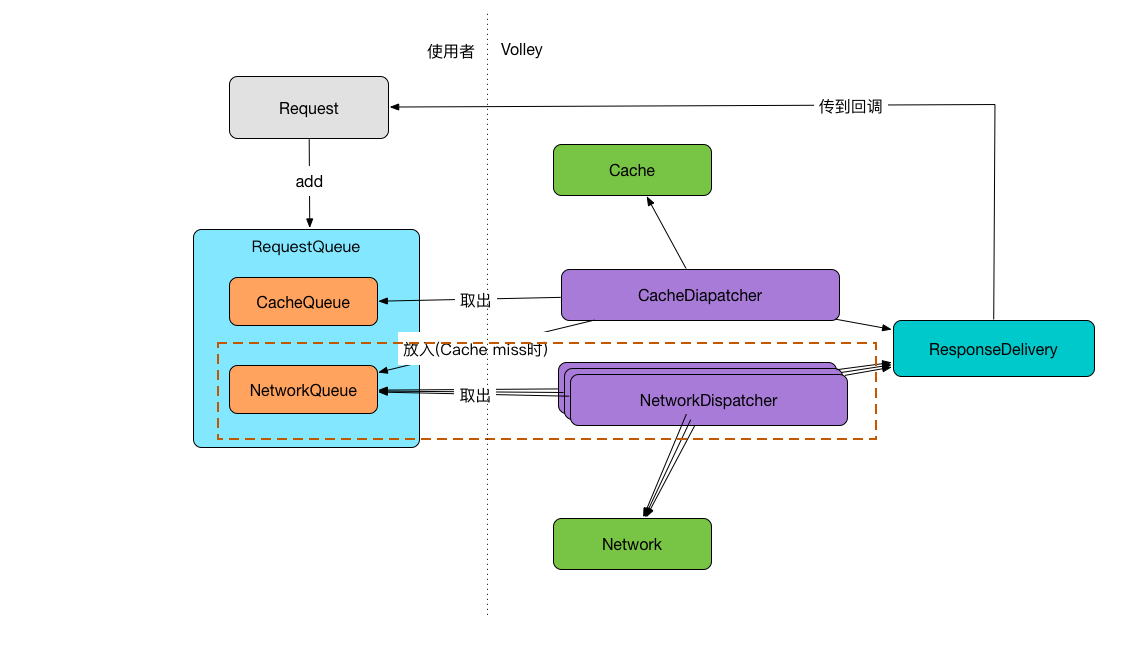 使用者
Volley
Request
传到回调
Cache
add
RequestQueue
CacheQueue
取出
CacheDiapatcher
放入(Cache miss时)
ResponseDelivery
NetworkQueue
取出
NetworkDispatcher
Network